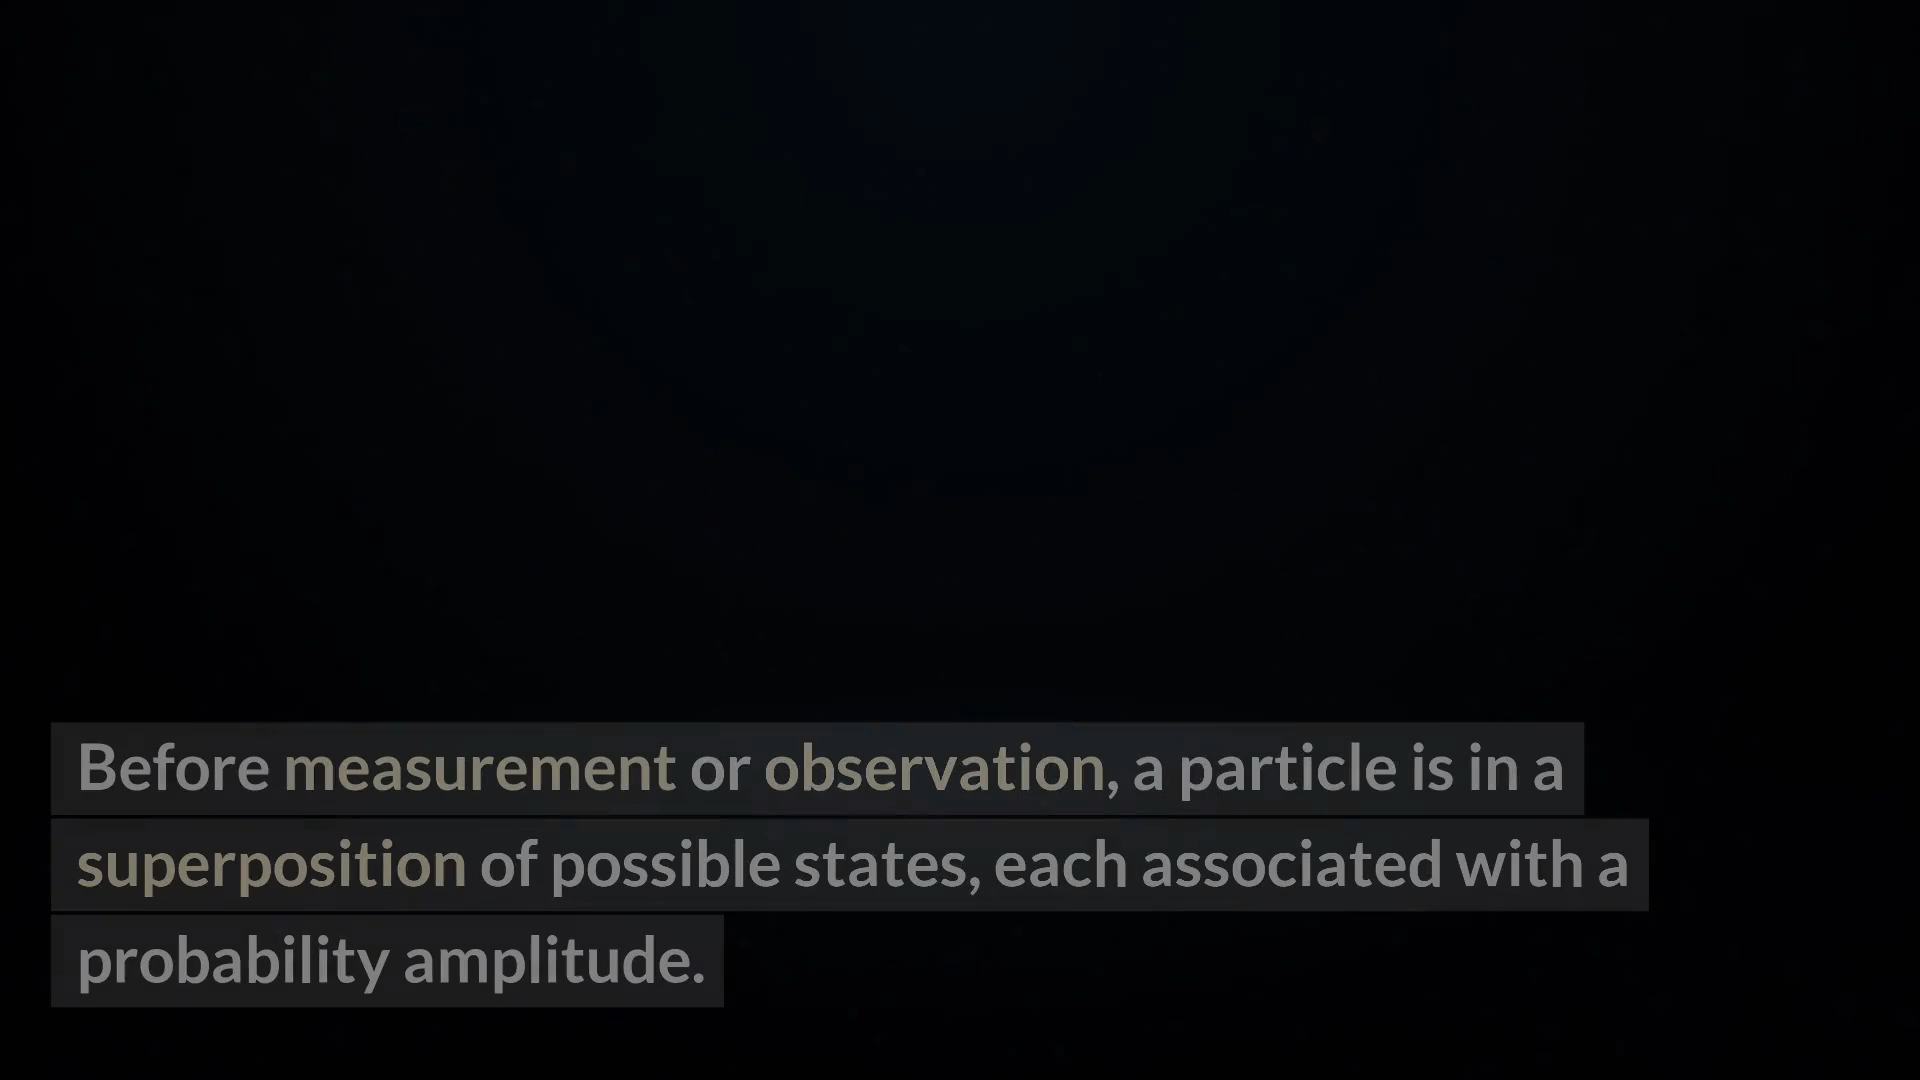 Before measurement or observation, a particle is in a
superposition of possible states, each associated with a
probability amplitude.